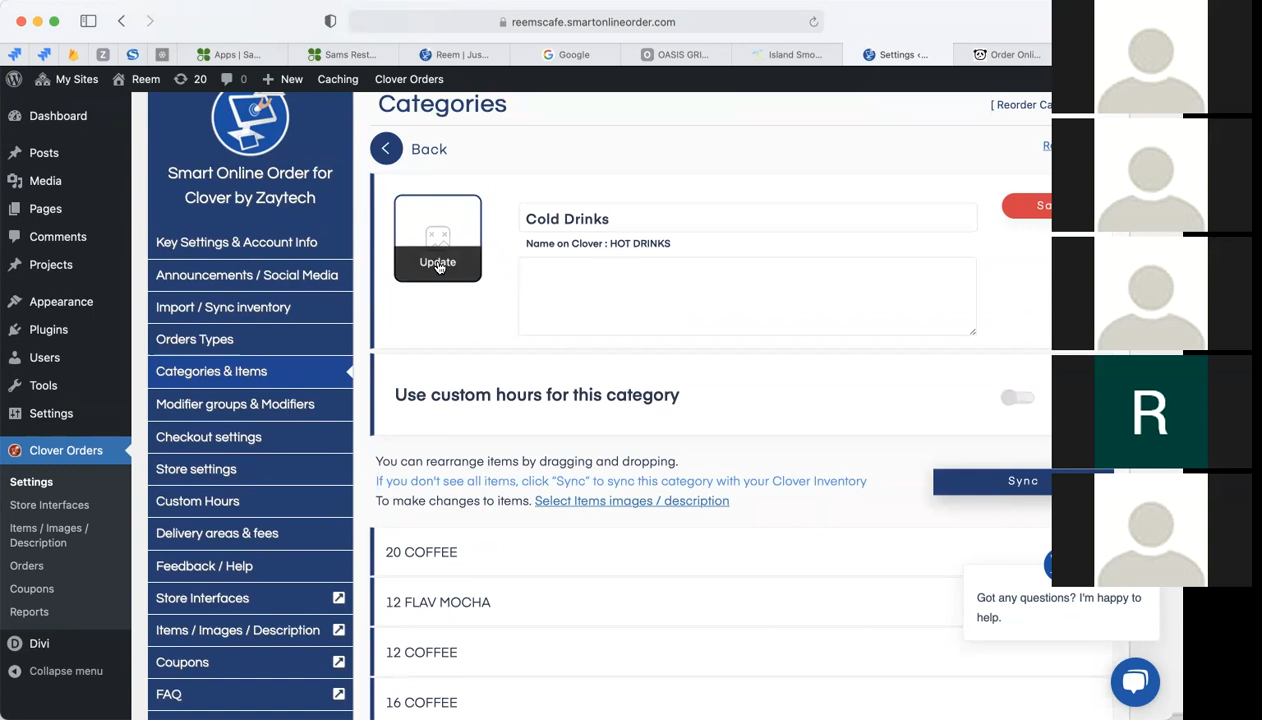 reemscafe.smartonlineorder.com
Apps | Sa...
Sams Rest...
Reem | Jus...
Google
OASIS GRI...
Island Smo...
Settings ‹...
Order Onli...
My Sites
Reem
20
0
New
Caching
Clover Orders
Dashboard
Posts
Media
Pages
Comments
Projects
Appearance
Plugins
Users
Tools
Settings
Clover Orders
Settings
Store Interfaces
Items / Images /
Description
Orders
Coupons
Reports
Divi
Collapse menu
Smart Online Order for
Clover by Zaytech
Key Settings & Account Info
Announcements / Social Media
Import / Sync inventory
Orders Types
Categories & Items
Modifier groups & Modifiers
Checkout settings
Store settings
Custom Hours
Delivery areas & fees
Feedback / Help
Store Interfaces
Items / Images / Description
Coupons
FAQ
Categories
[ Reorder Ca
Back
Re
Update
Cold Drinks
Sa
Name on Clover : HOT DRINKS
Use custom hours for this category
You can rearrange items by dragging and dropping.
If you don't see all items, click "Sync" to sync this category with your Clover Inventory
To make changes to items. Select Items images / description
Sync
20 COFFEE
12 FLAV MOCHA
12 COFFEE
16 COFFEE
Got any questions? I'm happy to
help.
R